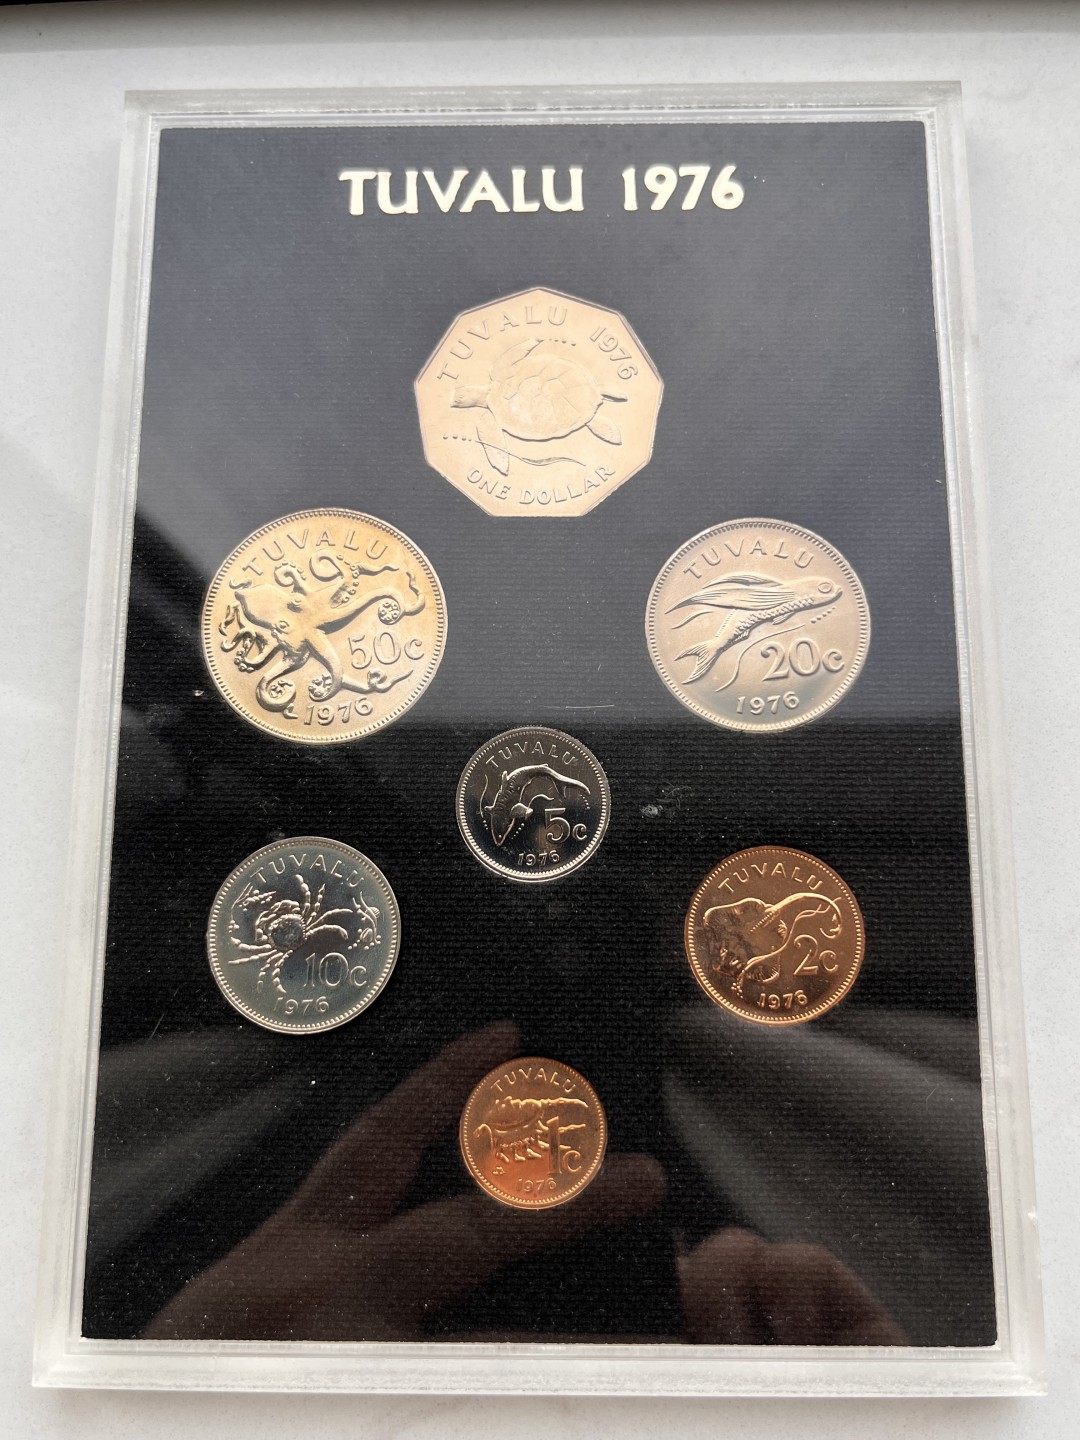 TUVALU 1976
TUVALU 1976
ONE DOLLAR
TUVALU
50c
1976
TUVALU
20c
1976
TUVALU
5c
1976
TUVALU
10c
1976
TUVALU
2c
1976
TUVALU
1c
1976